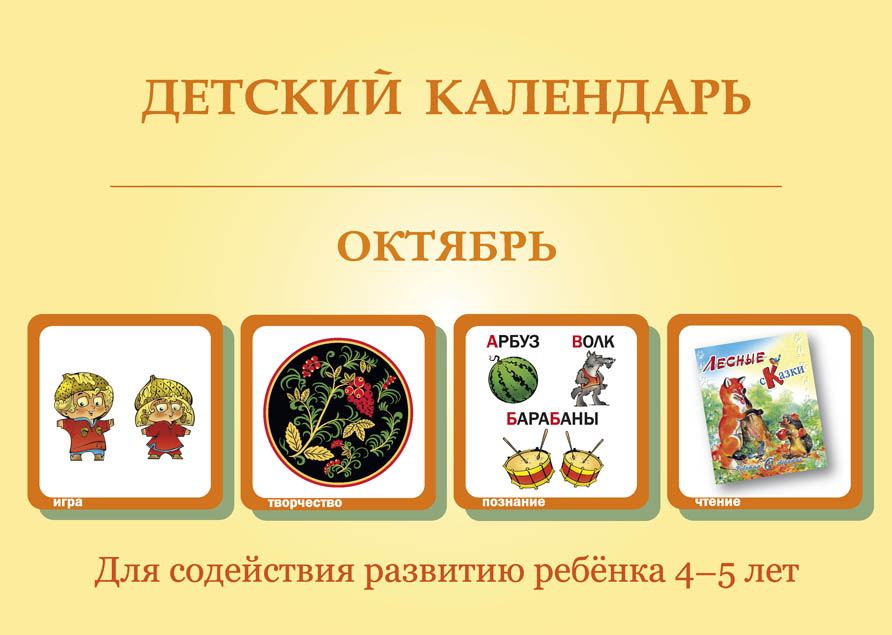 ДЕТСКИЙ КАЛЕНДАРЬ
ОКТЯБРЬ
АРБУЗ ВОЛК
БАРАБАНЫ
ЛЕСНЫЕ
сКазки
игра
творчество
познание
чтение
Для содействия развитию ребёнка 4–5 лет